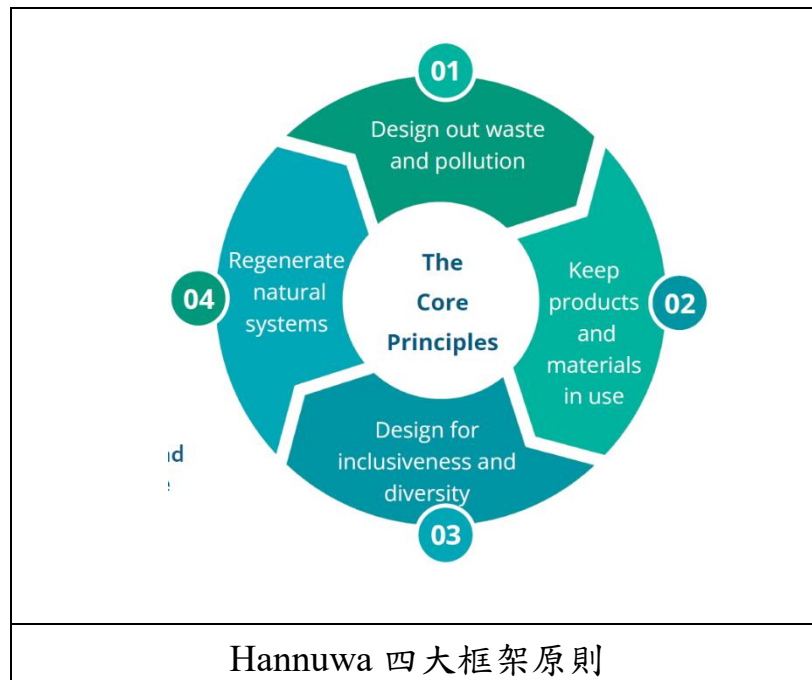 01
Design out waste
and pollution
02
Keep
products
and
materials
in use
03
Design for
inclusiveness and
diversity
04
Regenerate
natural
systems
The
Core
Principles
Hannuwa 四大框架原則